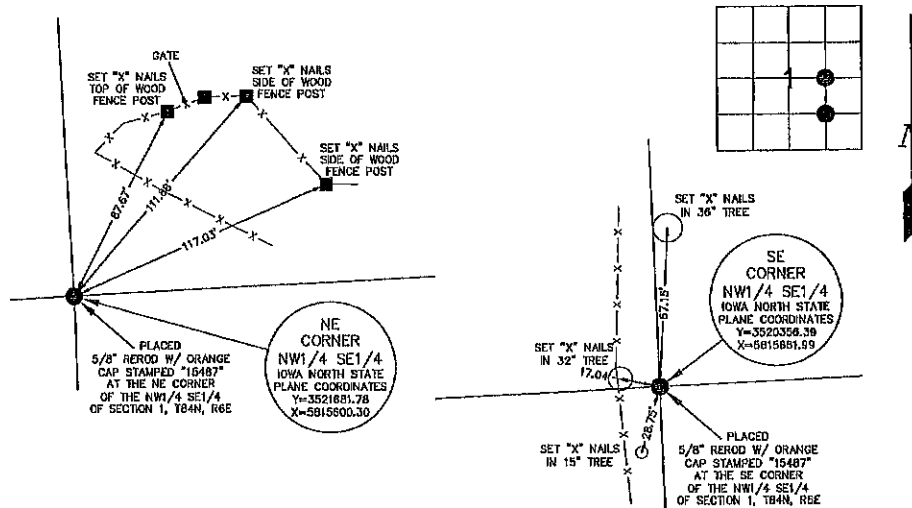 GATE
SET "X" NAILS
TOP OF WOOD
FENCE POST
SET "X" NAILS
SIDE OF WOOD
FENCE POST
SET "X" NAILS
SIDE OF WOOD
FENCE POST
87.67'
111.88'
117.03'
PLACED
5/8" REROD W/ ORANGE
CAP STAMPED "15487"
AT THE NE CORNER
OF THE NW1/4 SE1/4
OF SECTION 1, T84N, R6E
NE
CORNER
NW1/4 SE1/4
IOWA NORTH STATE
PLANE COORDINATES
Y=3521681.78
X=5815600.30
1
N
SET "X" NAILS
IN 36" TREE
67.15'
SE
CORNER
NW1/4 SE1/4
IOWA NORTH STATE
PLANE COORDINATES
Y=3520356.39
X=5815661.99
SET "X" NAILS
IN 32" TREE
17.04'
28.75'
SET "X" NAILS
IN 15" TREE
PLACED
5/8" REROD W/ ORANGE
CAP STAMPED "15487"
AT THE SE CORNER
OF THE NW1/4 SE1/4
OF SECTION 1, T84N, R6E